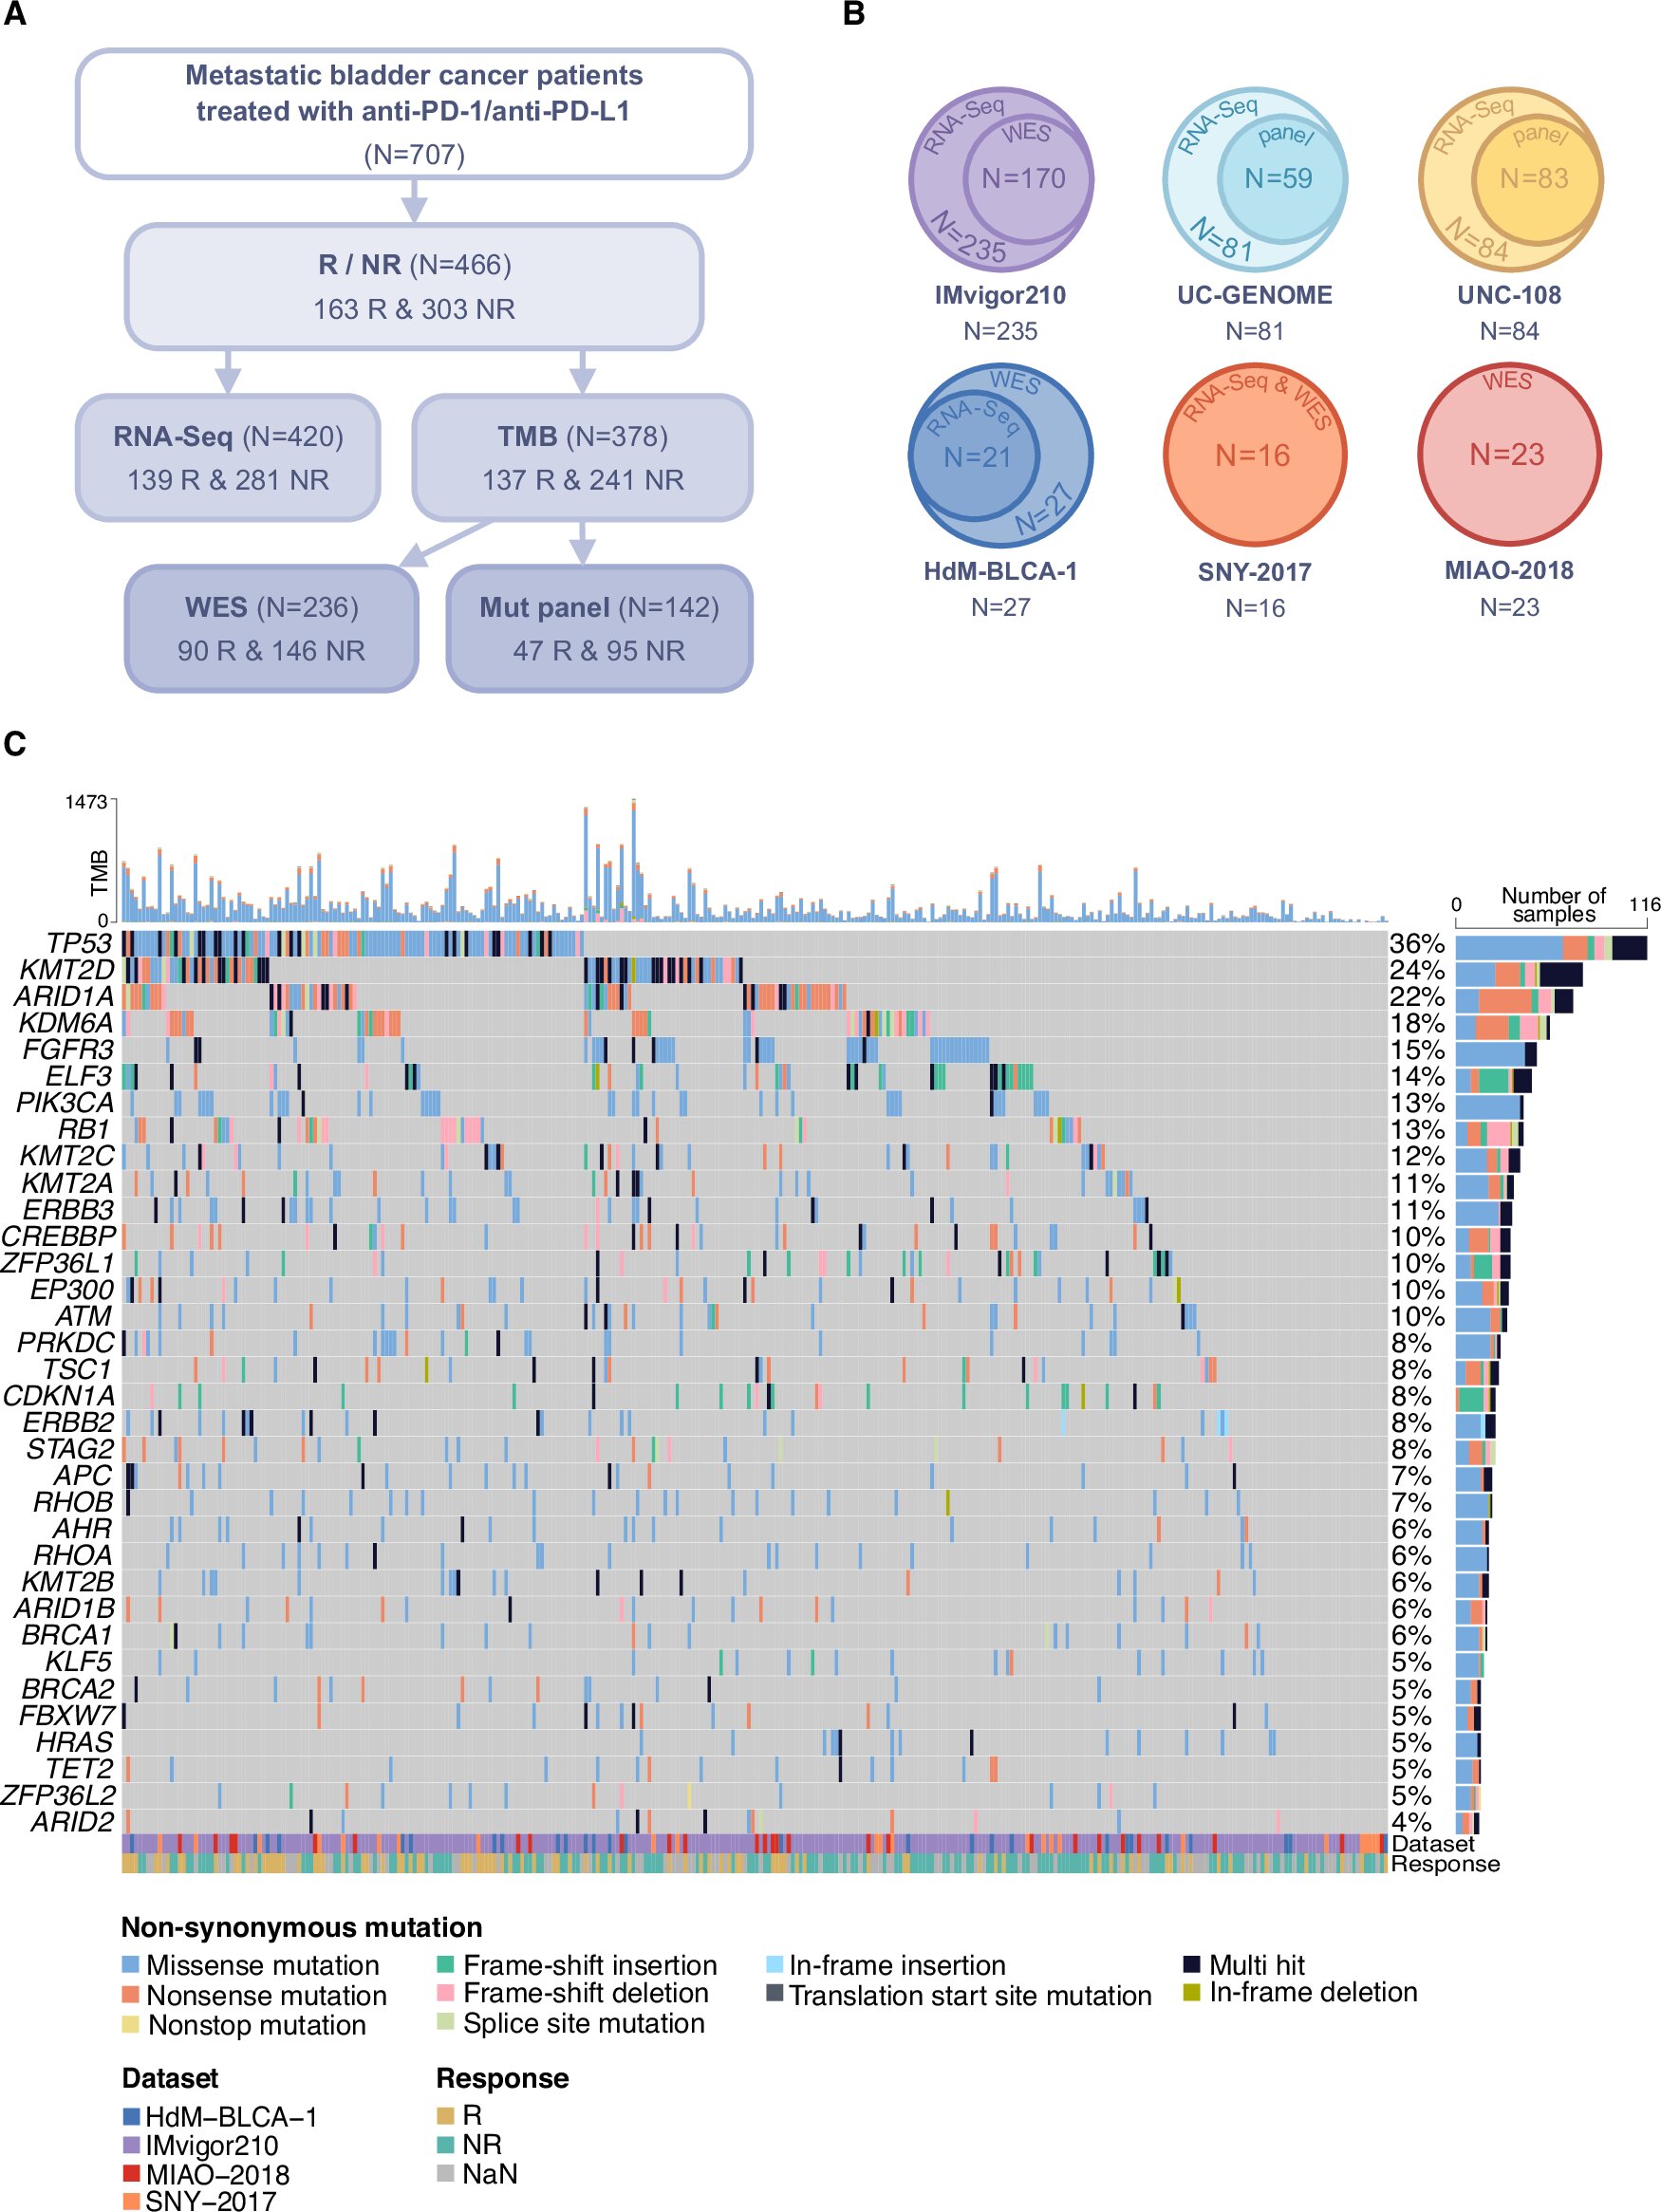 A
Metastatic bladder cancer patients
treated with anti-PD-1/anti-PD-L1
(N=707)
R / NR (N=466)
163 R & 303 NR
RNA-Seq (N=420)
139 R & 281 NR
TMB (N=378)
137 R & 241 NR
WES (N=236)
90 R & 146 NR
Mut panel (N=142)
47 R & 95 NR
B
RNA-Seq
WES
N=170
N=235
IMvigor210
N=235
RNA-Seq
panel
N=59
N=81
UC-GENOME
N=81
RNA-Seq
panel
N=83
N=84
UNC-108
N=84
WES
RNA-Seq
N=21
N=27
HdM-BLCA-1
N=27
RNA-Seq & WES
N=16
SNY-2017
N=16
WES
N=23
MIAO-2018
N=23
C
1473
TMB
0
0 Number of samples 116
TP53 36%
KMT2D 24%
ARID1A 22%
KDM6A 18%
FGFR3 15%
ELF3 14%
PIK3CA 13%
RB1 13%
KMT2C 12%
KMT2A 11%
ERBB3 11%
CREBBP 10%
ZFP36L1 10%
EP300 10%
ATM 10%
PRKDC 8%
TSC1 8%
CDKN1A 8%
ERBB2 8%
STAG2 8%
APC 7%
RHOB 7%
AHR 6%
RHOA 6%
KMT2B 6%
ARID1B 6%
BRCA1 6%
KLF5 5%
BRCA2 5%
FBXW7 5%
HRAS 5%
TET2 5%
ZFP36L2 5%
ARID2 4%
Dataset
Response
Non-synonymous mutation
Missense mutation
Nonsense mutation
Nonstop mutation
Frame-shift insertion
Frame-shift deletion
Splice site mutation
In-frame insertion
Translation start site mutation
Multi hit
In-frame deletion
Dataset
HdM−BLCA−1
IMvigor210
MIAO−2018
SNY−2017
Response
R
NR
NaN